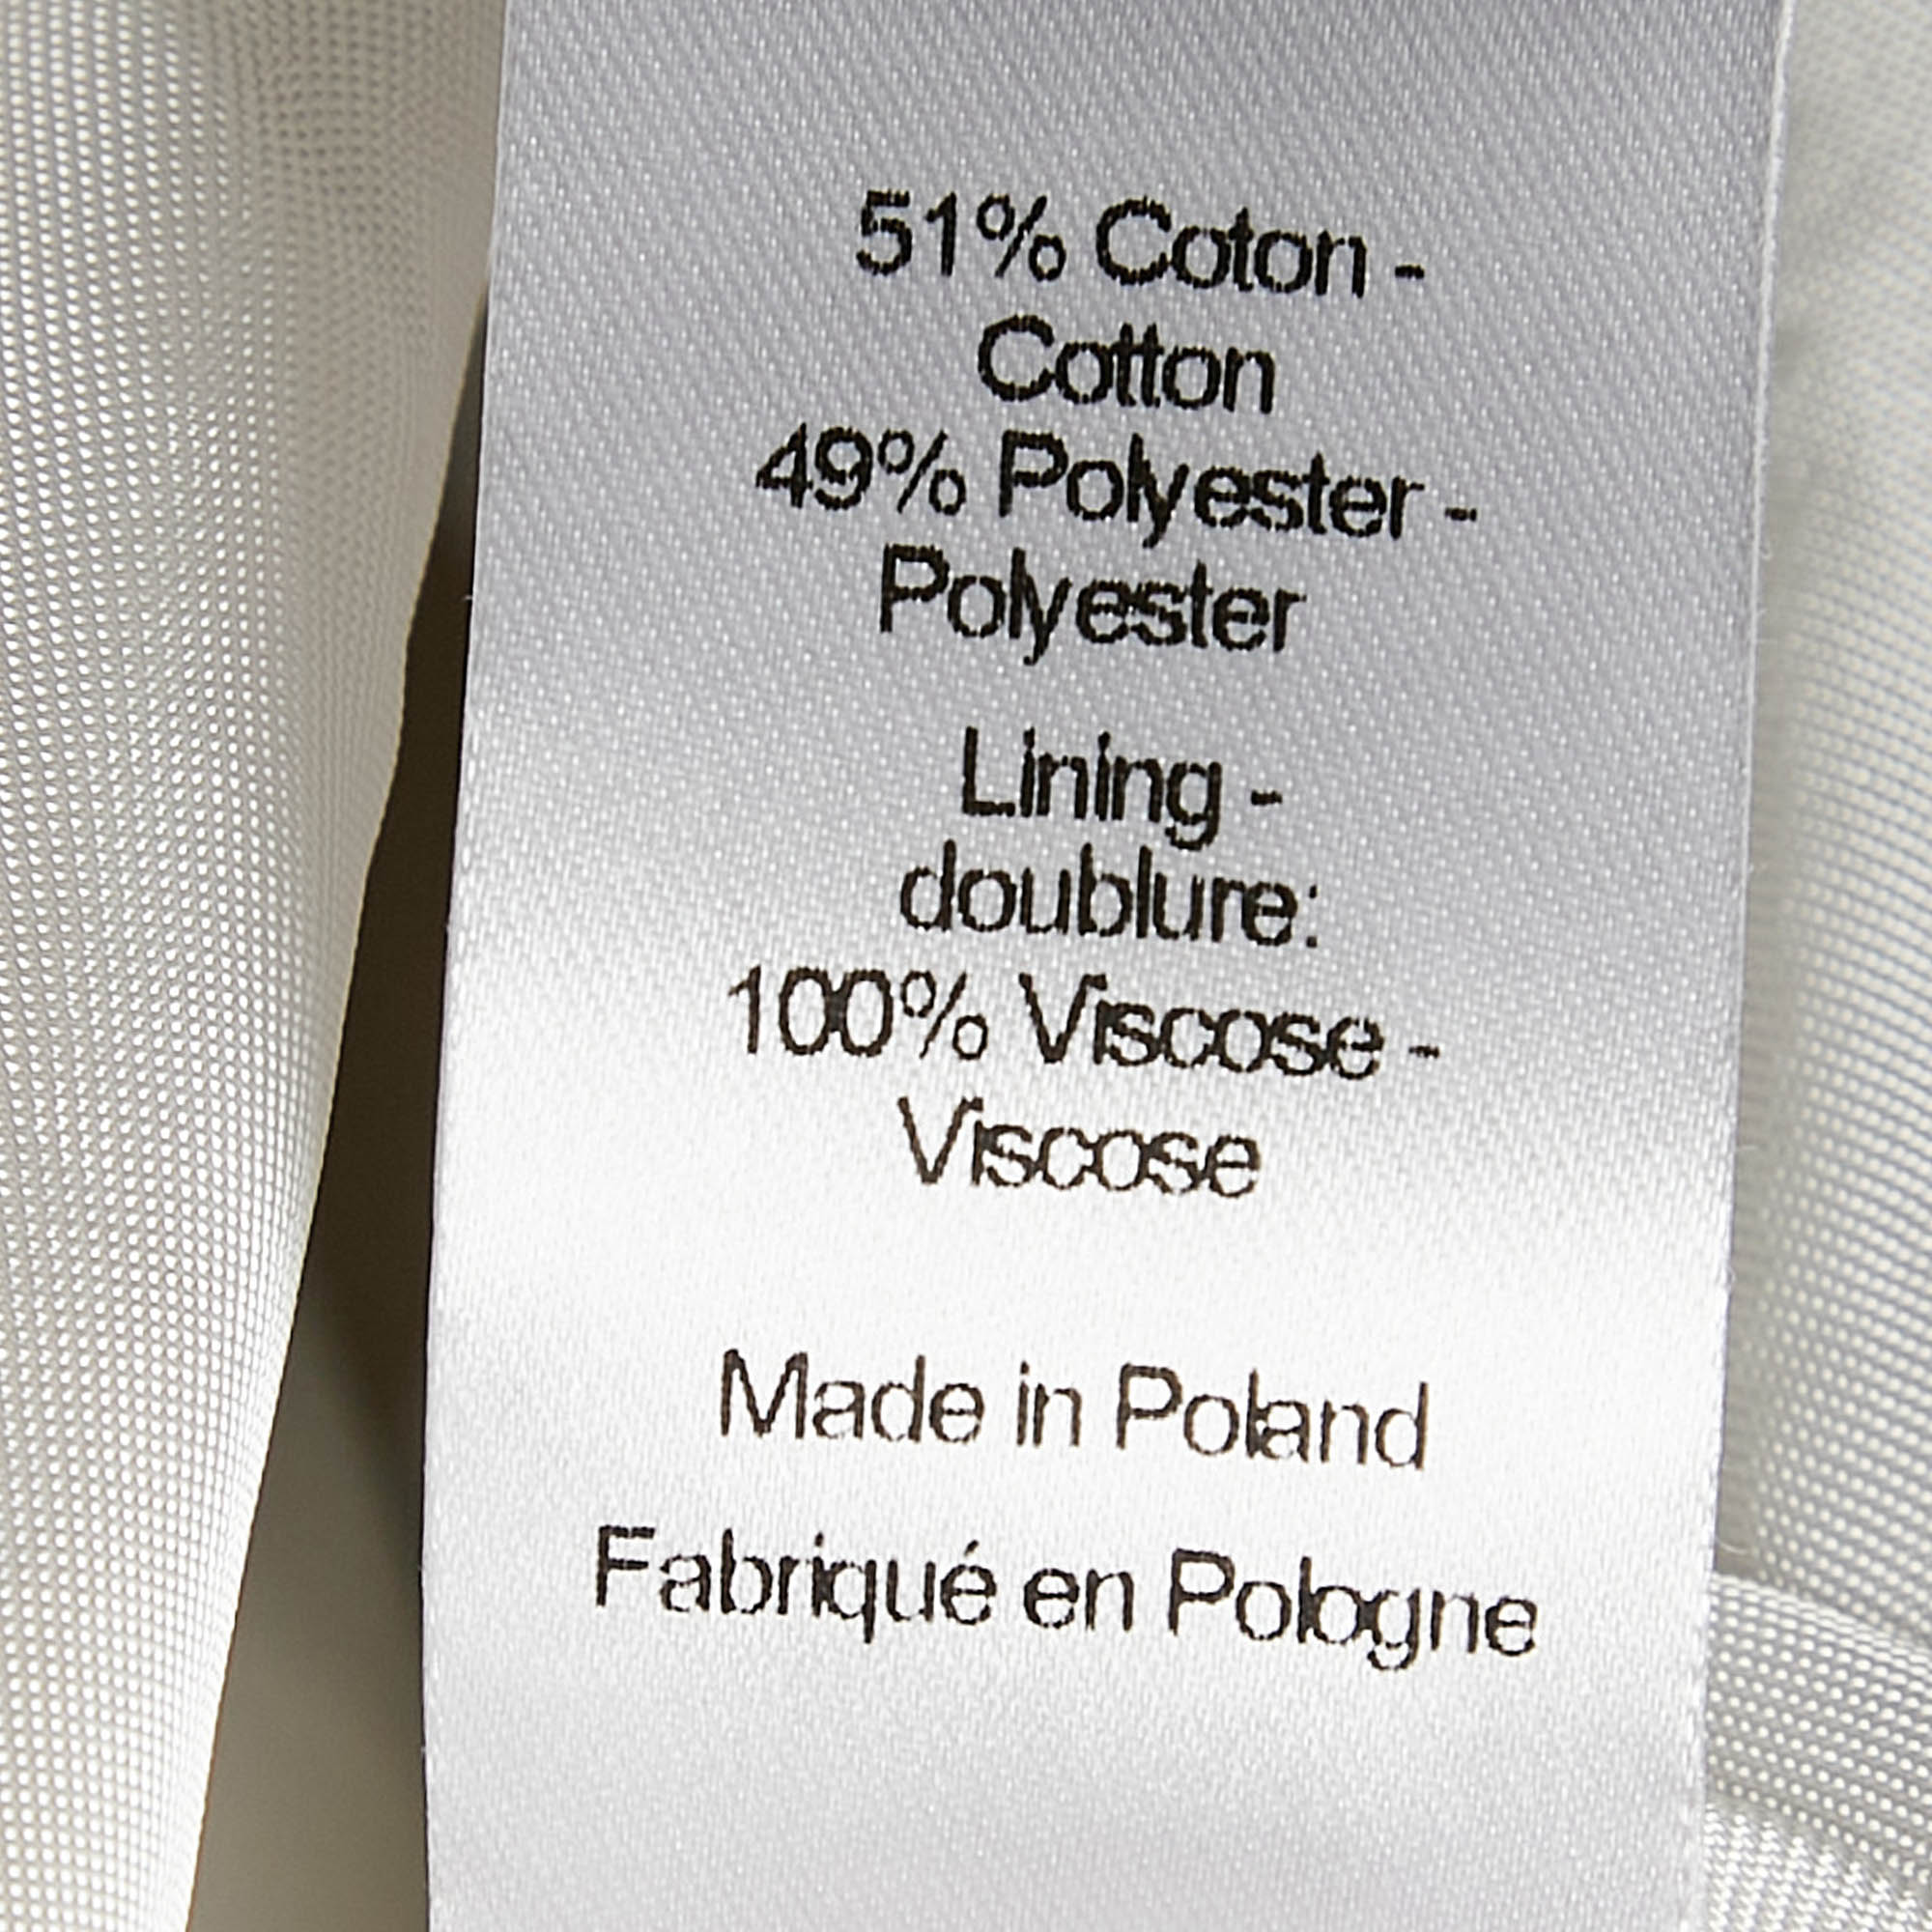 51% Coton -
Cotton
49% Polyester -
Polyester
Lining -
doublure:
100% Viscose -
Viscose
Made in Poland
Fabriqué en Pologne